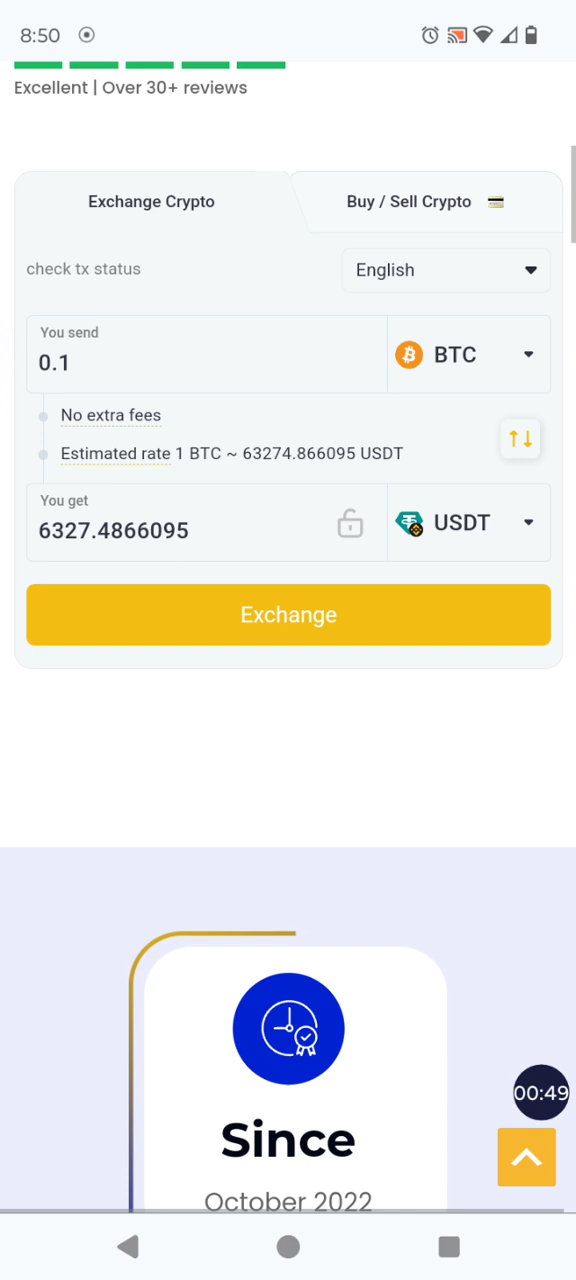 8:50
Excellent | Over 30+ reviews
Exchange Crypto
Buy / Sell Crypto
check tx status
English
You send
0.1
BTC
No extra fees
Estimated rate 1 BTC ~ 63274.866095 USDT
You get
6327.4866095
USDT
Exchange
00:49
Since
October 2022